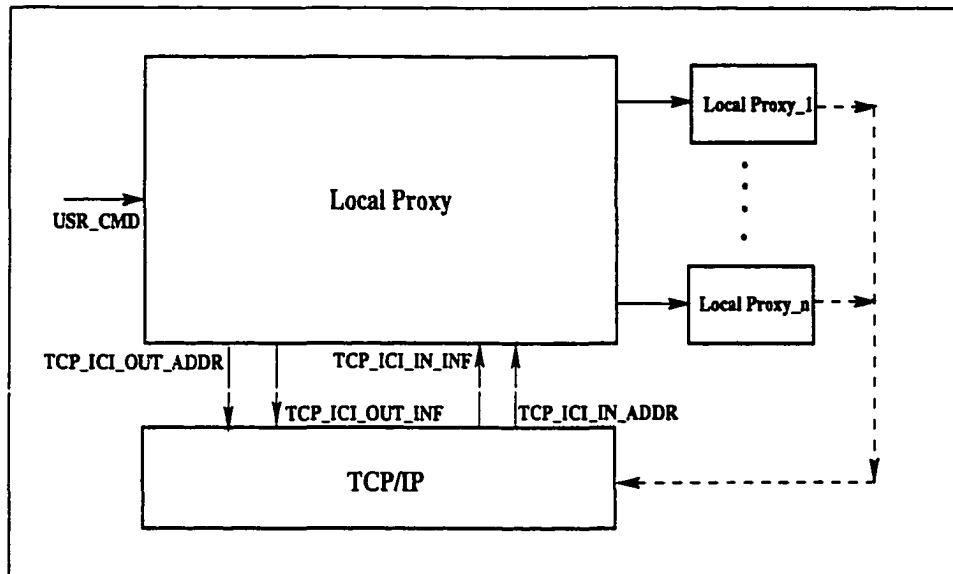 Local Proxy_1
Local Proxy
USR_CMD
Local Proxy_n
TCP_ICI_OUT_ADDR
TCP_ICI_IN_INF
TCP_ICI_OUT_INF
TCP_ICI_IN_ADDR
TCP/IP